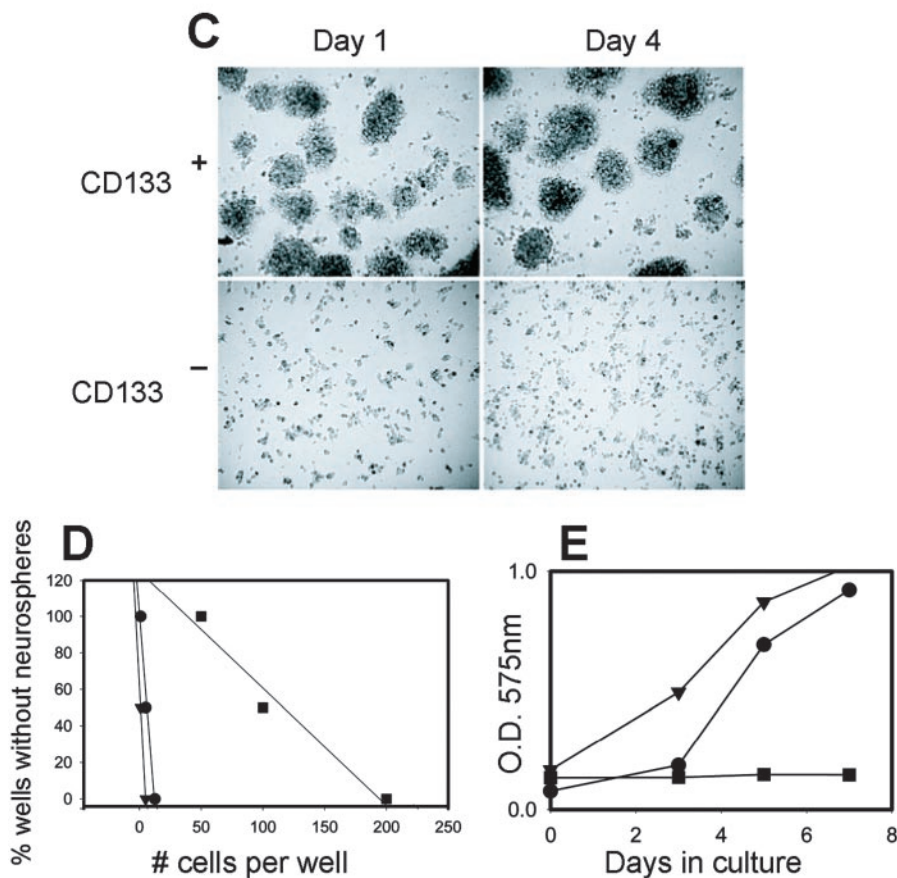 C
Day 1 Day 4
CD133 +
CD133 −
D
% wells without neurospheres
120
100
80
60
40
20
0
0 50 100 150 200 250
# cells per well
E
O.D. 575nm
1.0
0.0
0 2 4 6 8
Days in culture